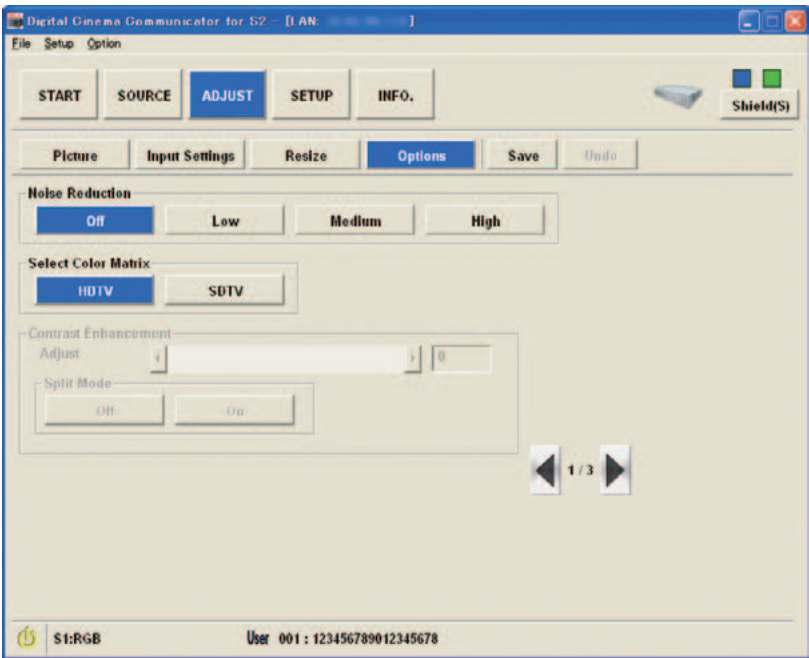 Digital Cinema Communicator for S2 - [LAN: ]
File Setup Option
START SOURCE ADJUST SETUP INFO. Shield(S)
Picture Input Settings Resize Options Save Undo
Noise Reduction
Off Low Medium High
Select Color Matrix
HDTV SDTV
Contrast Enhancement
Adjust 0
Split Mode
Off On
1 / 3
S1:RGB User 001 : 123456789012345678